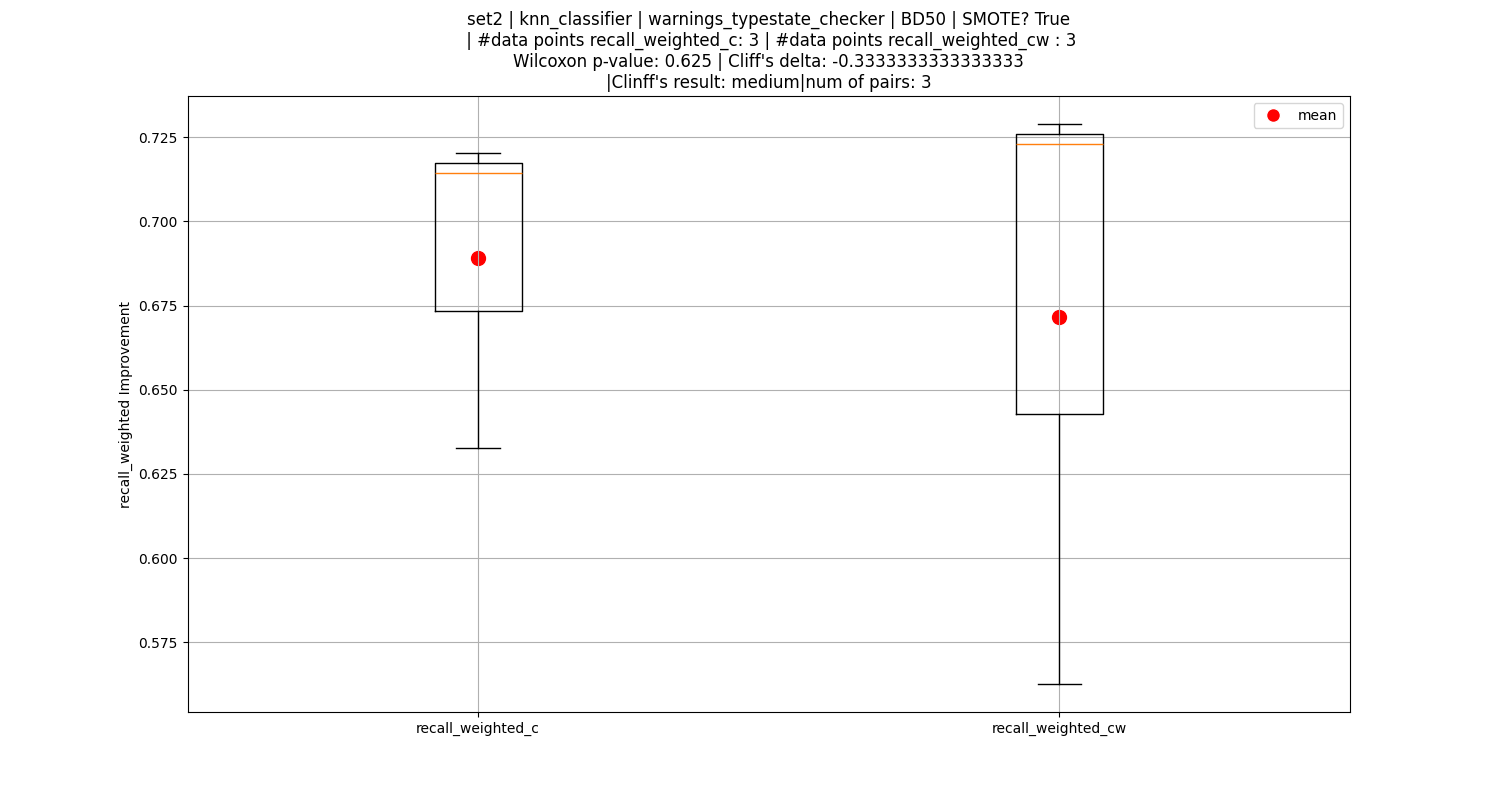 set2 | knn_classifier | warnings_typestate_checker | BD50 | SMOTE? True
| #data points recall_weighted_c: 3 | #data points recall_weighted_cw : 3
Wilcoxon p-value: 0.625 | Cliff's delta: -0.3333333333333333
|Clinff's result: medium|num of pairs: 3
mean
0.725
0.700
0.675
0.650
0.625
0.600
0.575
recall_weighted Improvement
recall_weighted_c
recall_weighted_cw